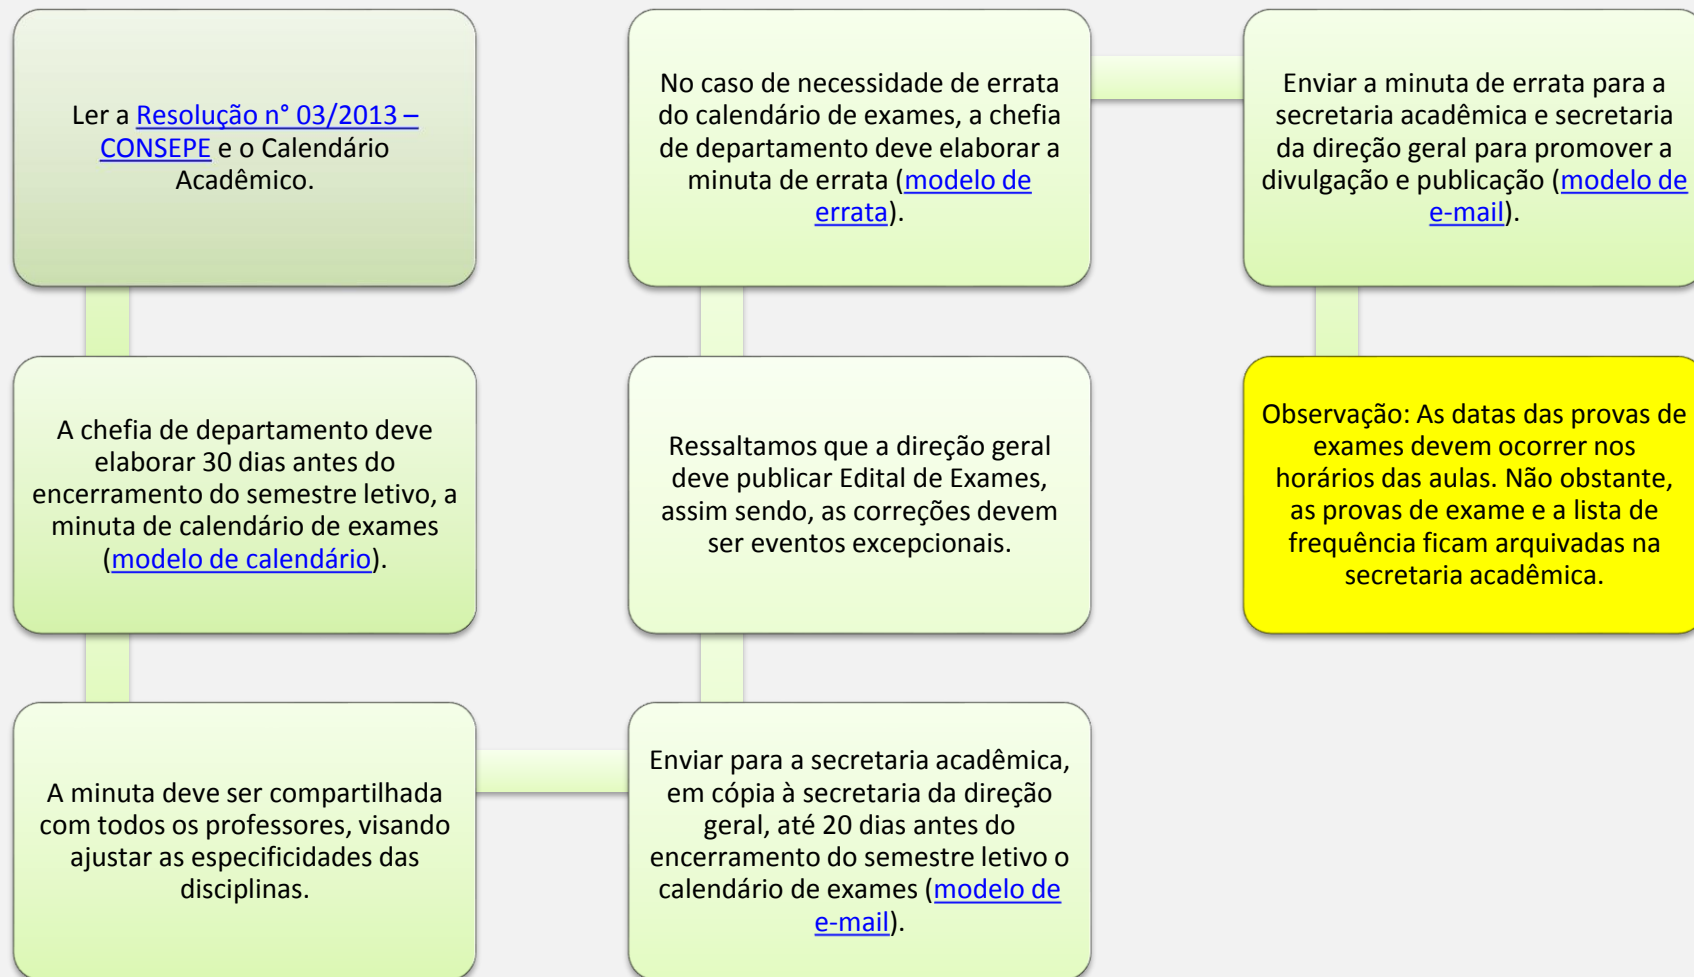 Ler a Resolução n° 03/2013 –
CONSEPE e o Calendário
Acadêmico.
A chefia de departamento deve
elaborar 30 dias antes do
encerramento do semestre letivo, a
minuta de calendário de exames
(modelo de calendário).
A minuta deve ser compartilhada
com todos os professores, visando
ajustar as especificidades das
disciplinas.
Enviar para a secretaria acadêmica,
em cópia à secretaria da direção
geral, até 20 dias antes do
encerramento do semestre letivo o
calendário de exames (modelo de
e-mail).
Ressaltamos que a direção geral
deve publicar Edital de Exames,
assim sendo, as correções devem
ser eventos excepcionais.
No caso de necessidade de errata
do calendário de exames, a chefia
de departamento deve elaborar a
minuta de errata (modelo de
errata).
Enviar a minuta de errata para a
secretaria acadêmica e secretaria
da direção geral para promover a
divulgação e publicação (modelo de
e-mail).
Observação: As datas das provas de
exames devem ocorrer nos
horários das aulas. Não obstante,
as provas de exame e a lista de
frequência ficam arquivadas na
secretaria acadêmica.